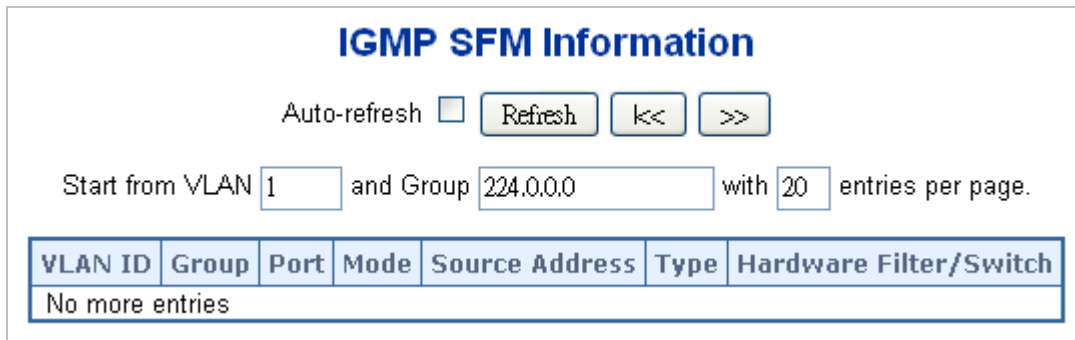 IGMP SFM Information
Auto-refresh Refresh |<< >>
Start from VLAN 1 and Group 224.0.0.0 with 20 entries per page.
VLAN ID Group Port Mode Source Address Type Hardware Filter/Switch
No more entries